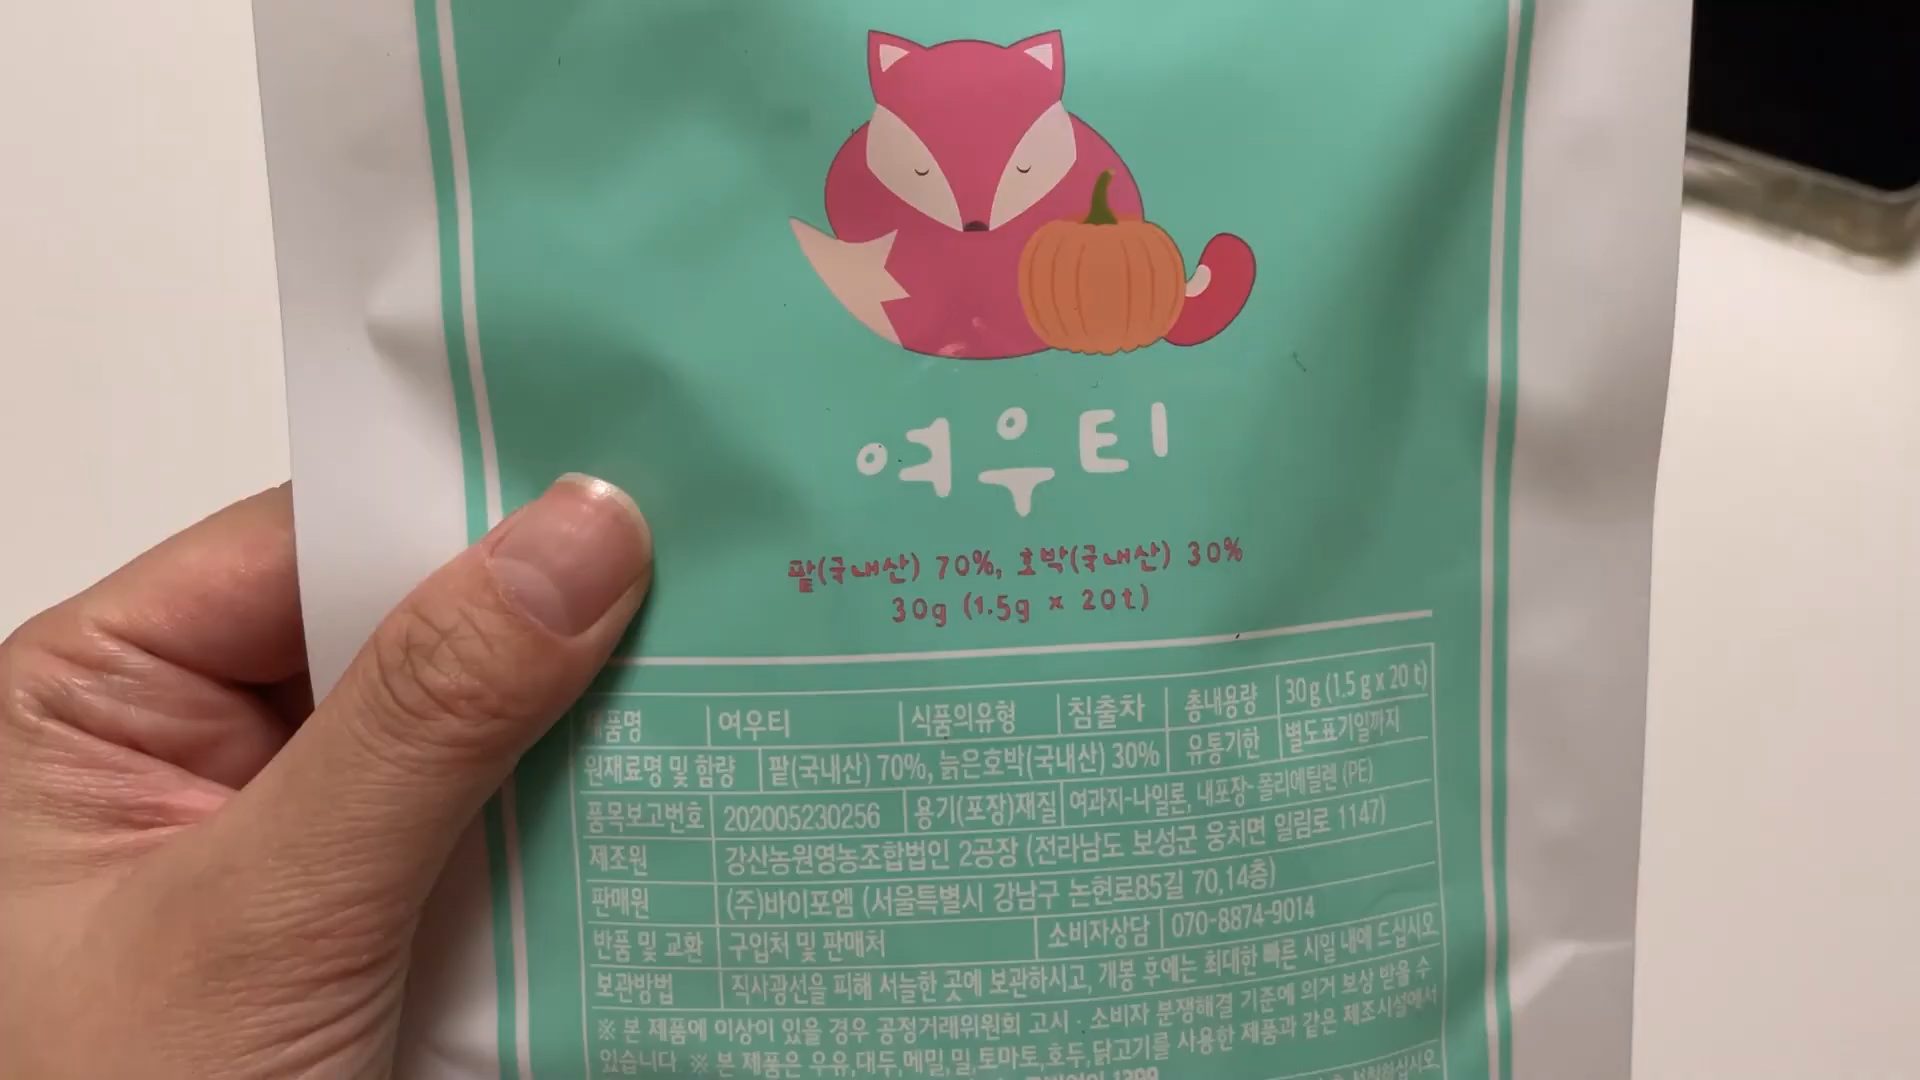 여우티
팥(국내산) 70%, 호박(국내산) 30%
30g (1.5g x 20t)
제품명 여우티 식품의유형 침출차 총내용량 30g (1.5 g x 20 t)
원재료명 및 함량 팥(국내산) 70%, 늙은호박(국내산) 30% 유통기한 별도표기일까지
품목보고번호 202005230256 용기(포장)재질 여과지-나일론, 내포장-폴리에틸렌 (PE)
제조원 강산농원영농조합법인 2공장 (전라남도 보성군 웅치면 일림로 1147)
판매원 (주)바이포엠 (서울특별시 강남구 논현로85길 70,14층)
반품 및 교환 구입처 및 판매처 소비자상담 070-8874-9014
보관방법 직사광선을 피해 서늘한 곳에 보관하시고, 개봉 후에는 최대한 빠른 시일 내에 드십시오
※ 본 제품에 이상이 있을 경우 공정거래위원회 고시 · 소비자 분쟁해결 기준에 의거 보상 받을 수
있습니다. ※ 본 제품은 우유,대두,메밀,밀,토마토,호두,닭고기를 사용한 제품과 같은 제조시설에서
1399